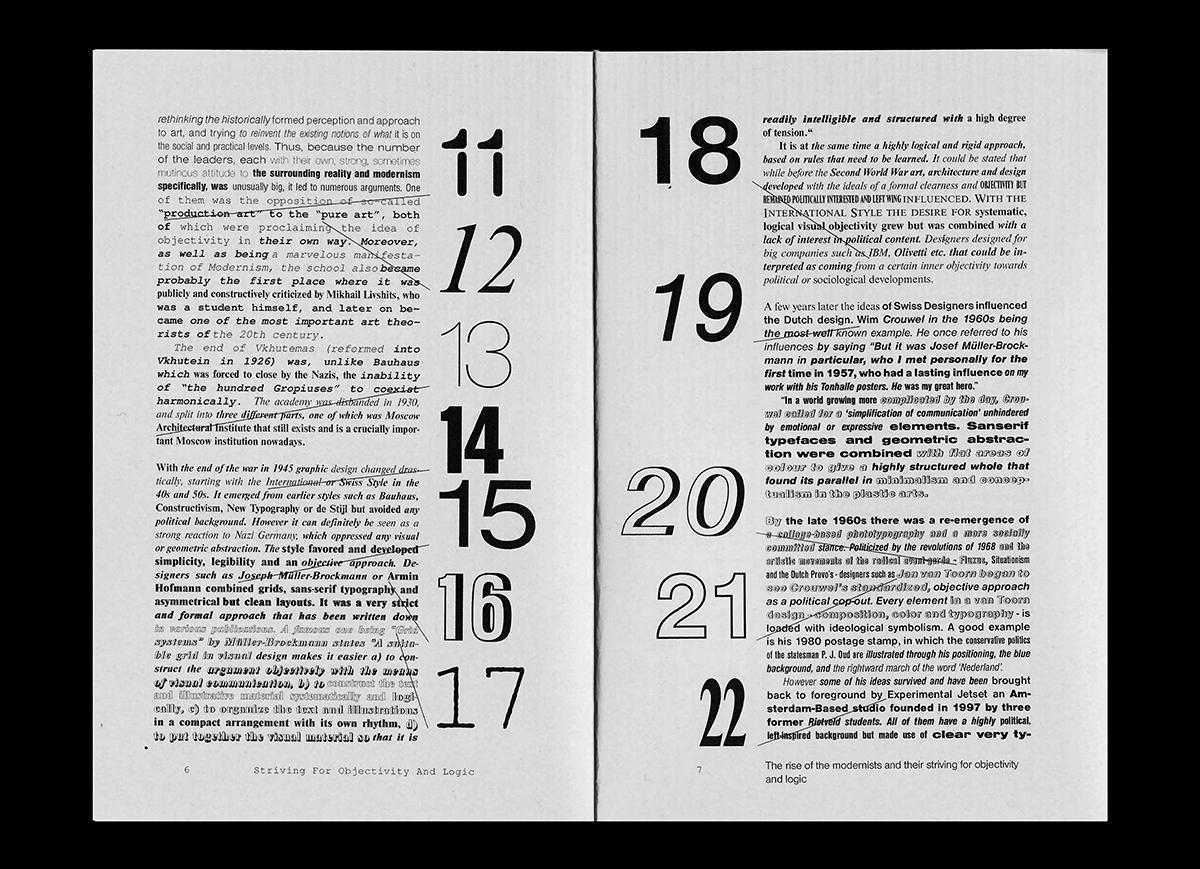 rethinking the historically formed perception and approach
to art, and trying to reinvent the existing notions of what it is on
the social and practical levels. Thus, because the number
of the leaders, each with their own, strong, sometimes
mutinous attitude to the surrounding reality and modernism
specifically, was unusually big, it led to numerous arguments. One
of them was the opposition of so-called
"production art" to the "pure art", both
of which were proclaiming the idea of
objectivity in their own way. Moreover,
as well as being a marvelous manifesta-
tion of Modernism, the school also became
probably the first place where it was
publicly and constructively criticized by Mikhail Livshits, who
was a student himself, and later on be-
came one of the most important art theo-
rists of the 20th century.
The end of Vkhutemas (reformed into
Vkhutein in 1926) was, unlike Bauhaus
which was forced to close by the Nazis, the inability
of "the hundred Gropiuses" to coexist
harmonically. The academy was disbanded in 1930,
and split into three different parts, one of which was Moscow
Architectural Institute that still exists and is a crucially impor-
tant Moscow institution nowadays.
With the end of the war in 1945 graphic design changed dras-
tically, starting with the International or Swiss Style in the
40s and 50s. It emerged from earlier styles such as Bauhaus,
Constructivism, New Typography or de Stijl but avoided any
political background. However it can definitely be seen as a
strong reaction to Nazi Germany, which oppressed any visual
or geometric abstraction. The style favored and developed
simplicity, legibility and an objective approach. De-
signers such as Joseph Müller-Brockmann or Armin
Hofmann combined grids, sans-serif typography and
asymmetrical but clean layouts. It was a very strict
and formal approach that has been written down
in various publications. A famous one being "Grid
systems" by Müller-Brockmann states "A suita-
ble grid in visual design makes it easier a) to con-
struct the argument objectively with the means
of visual communication, b) to construct the text
and illustrative material systematically and logi-
cally, c) to organize the text and illustrations
in a compact arrangement with its own rhythm, d)
to put together the visual material so that it is
11
12
13
14
15
16
17
6
Striving For Objectivity And Logic
18
19
20
21
22
readily intelligible and structured with a high degree
of tension.“
It is at the same time a highly logical and rigid approach,
based on rules that need to be learned. It could be stated that
while before the Second World War art, architecture and design
developed with the ideals of a formal clearness and OBJECTIVITY BUT
REMAINED POLITICALLY INTERESTED AND LEFT WING INFLUENCED. WITH THE
INTERNATIONAL STYLE THE DESIRE FOR systematic,
logical visual objectivity grew but was combined with a
lack of interest in political content. Designers designed for
big companies such as IBM, Olivetti etc. that could be in-
terpreted as coming from a certain inner objectivity towards
political or sociological developments.
A few years later the ideas of Swiss Designers influenced
the Dutch design. Wim Crouwel in the 1960s being
the most well known example. He once referred to his
influences by saying "But it was Josef Müller-Brock-
mann in particular, who I met personally for the
first time in 1957, who had a lasting influence on my
work with his Tonhalle posters. He was my great hero."
"In a world growing more complicated by the day, Crou-
wel called for a 'simplification of communication' unhindered
by emotional or expressive elements. Sanserif
typefaces and geometric abstrac-
tion were combined with flat areas of
colour to give a highly structured whole that
found its parallel in minimalism and concep-
tualism in the plastic arts.
By the late 1960s there was a re-emergence of
a collage-based phototypography and a more socially
committed stance. Politicized by the revolutions of 1968 and the
artistic movements of the radical avant-garde - Fluxus, Situationism
and the Dutch Provo's - designers such as Jan van Toorn began to
see Crouwel's standardized, objective approach
as a political cop-out. Every element in a van Toorn
design - composition, color and typography - is
loaded with ideological symbolism. A good example
is his 1980 postage stamp, in which the conservative politics
of the statesman P. J. Oud are illustrated through his positioning, the blue
background, and the rightward march of the word 'Nederland'.
However some of his ideas survived and have been brought
back to foreground by Experimental Jetset an Am-
sterdam-Based studio founded in 1997 by three
former Rietveld students. All of them have a highly political,
left-inspired background but made use of clear very ty-
7
The rise of the modernists and their striving for objectivity
and logic